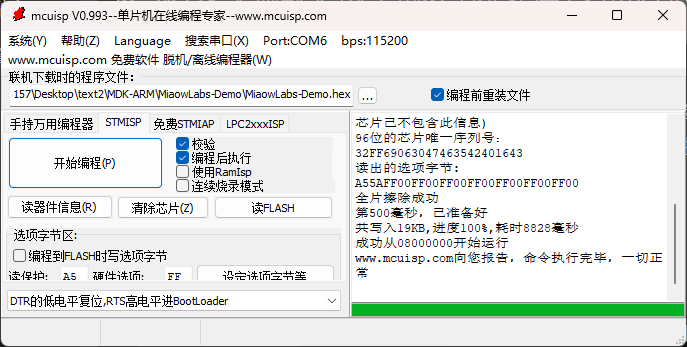 mcuisp V0.993--单片机在线编程专家--www.mcuisp.com
系统(Y) 帮助(Z) Language 搜索串口(X) Port:COM6 bps:115200
www.mcuisp.com 免费软件 脱机/离线编程器(W)
联机下载时的程序文件：
157\Desktop\text2\MDK-ARM\MiaowLabs-Demo\MiaowLabs-Demo.hex ... 编程前重装文件
手持万用编程器 STMISP 免费STMIAP LPC2xxxISP
开始编程(P)
校验
编程后执行
使用RamIsp
连续烧录模式
读器件信息(R) 清除芯片(Z) 读FLASH
选项字节区:
编程到FLASH时写选项字节
读保护: A5 硬件选项: FF 设定选项字节等
DTR的低电平复位,RTS高电平进BootLoader
芯片已不包含此信息)
96位的芯片唯一序列号:
32FF69063047463542401643
读出的选项字节:
A55AFF00FF00FF00FF00FF00FF00FF00
全片擦除成功
第500毫秒，已准备好
共写入19KB,进度100%,耗时8828毫秒
成功从08000000开始运行
www.mcuisp.com向您报告，命令执行完毕，一切正
常